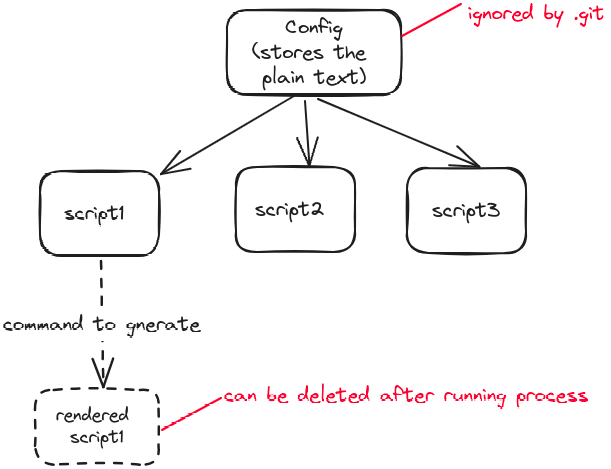 Config
(stores the
plain text)
ignored by .git
script1
script2
script3
command to gnerate
rendered
script1
can be deleted after running process